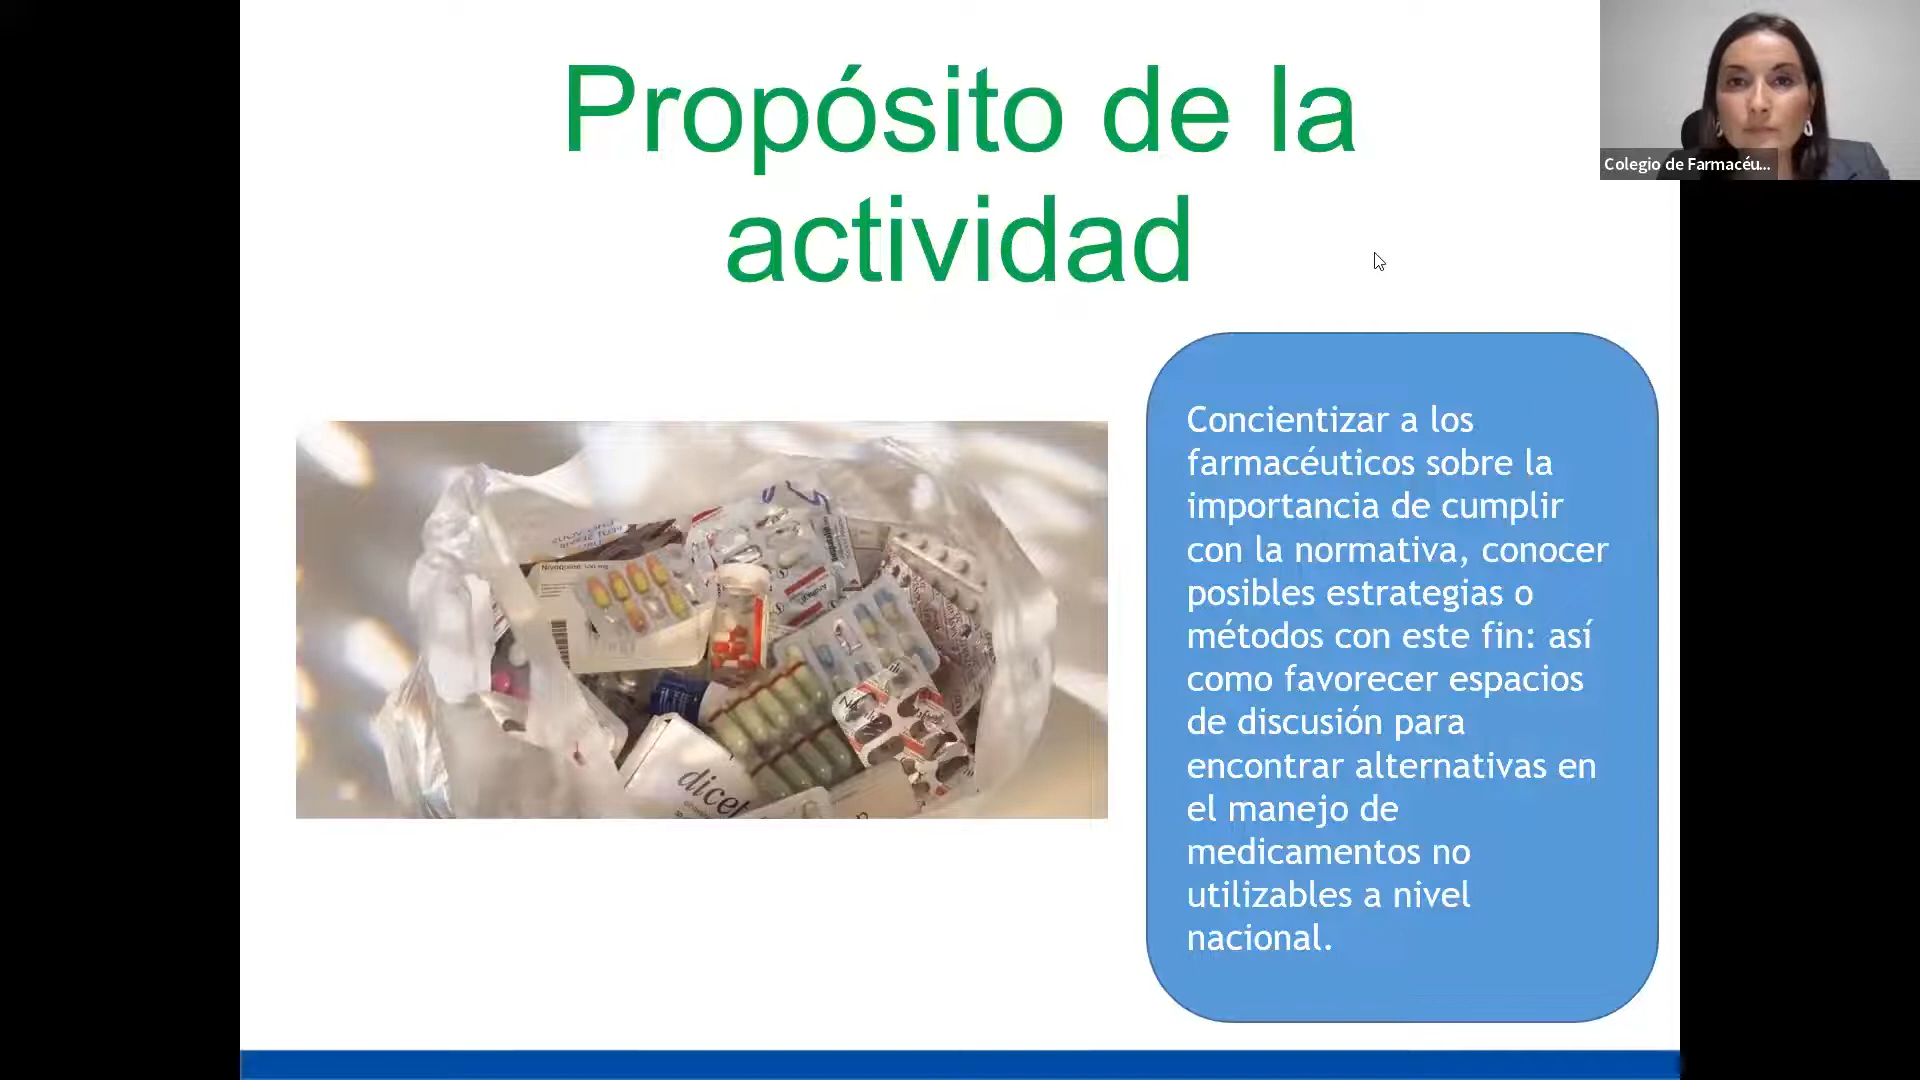 Propósito de la
actividad
Colegio de Farmacéu...
Concientizar a los
farmacéuticos sobre la
importancia de cumplir
con la normativa, conocer
posibles estrategias o
métodos con este fin: así
como favorecer espacios
de discusión para
encontrar alternativas en
el manejo de
medicamentos no
utilizables a nivel
nacional.
Nivaquine
dicet